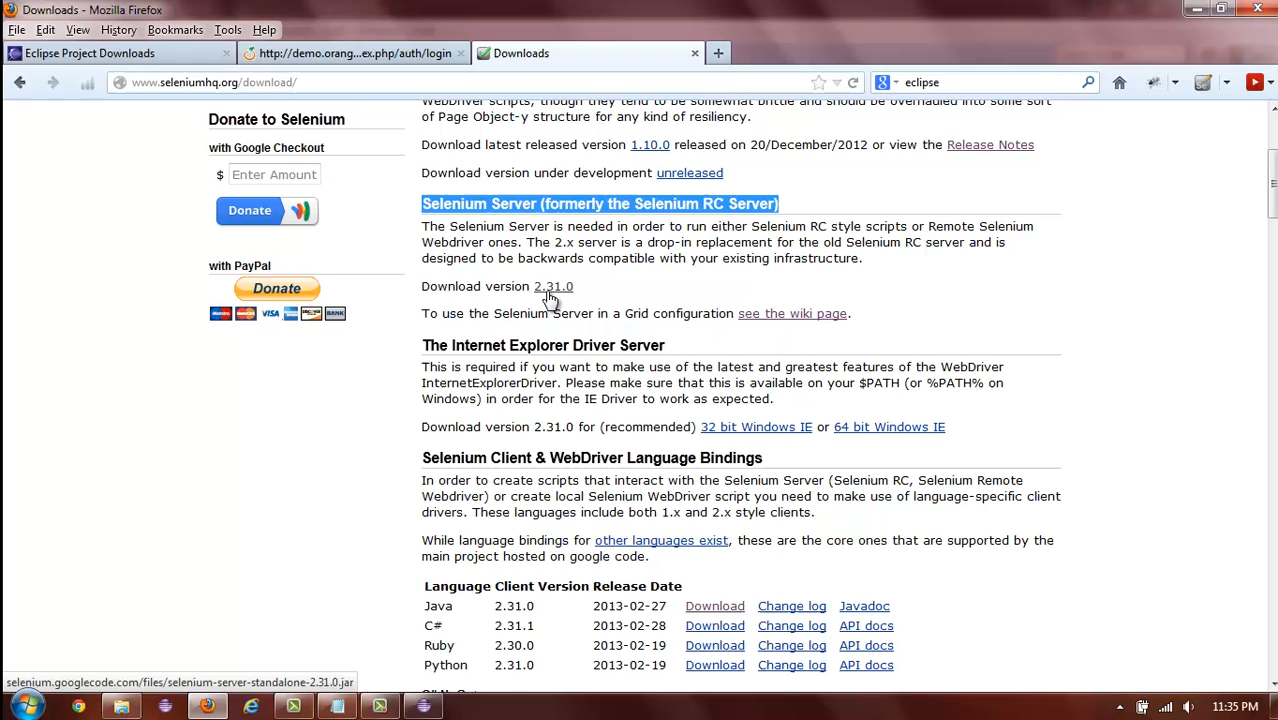 Downloads - Mozilla Firefox
File Edit View History Bookmarks Tools Help
Eclipse Project Downloads
http://demo.orang...ex.php/auth/login
Downloads
www.seleniumhq.org/download/
eclipse
WebDriver scripts, though they tend to be somewhat brittle and should be overhauled into some sort
of Page Object-y structure for any kind of resiliency.
Download latest released version 1.10.0 released on 20/December/2012 or view the Release Notes
Download version under development unreleased
Selenium Server (formerly the Selenium RC Server)
The Selenium Server is needed in order to run either Selenium RC style scripts or Remote Selenium
Webdriver ones. The 2.x server is a drop-in replacement for the old Selenium RC server and is
designed to be backwards compatible with your existing infrastructure.
Download version 2.31.0
To use the Selenium Server in a Grid configuration see the wiki page.
The Internet Explorer Driver Server
This is required if you want to make use of the latest and greatest features of the WebDriver
InternetExplorerDriver. Please make sure that this is available on your $PATH (or %PATH% on
Windows) in order for the IE Driver to work as expected.
Download version 2.31.0 for (recommended) 32 bit Windows IE or 64 bit Windows IE
Selenium Client & WebDriver Language Bindings
In order to create scripts that interact with the Selenium Server (Selenium RC, Selenium Remote
Webdriver) or create local Selenium WebDriver script you need to make use of language-specific client
drivers. These languages include both 1.x and 2.x style clients.
While language bindings for other languages exist, these are the core ones that are supported by the
main project hosted on google code.
Language Client Version Release Date
Java 2.31.0 2013-02-27 Download Change log Javadoc
C# 2.31.1 2013-02-28 Download Change log API docs
Ruby 2.30.0 2013-02-19 Download Change log API docs
Python 2.31.0 2013-02-19 Download Change log API docs
Donate to Selenium
with Google Checkout
$ Enter Amount
Donate
with PayPal
Donate
VISA
BANK
selenium.googlecode.com/files/selenium-server-standalone-2.31.0.jar
11:35 PM